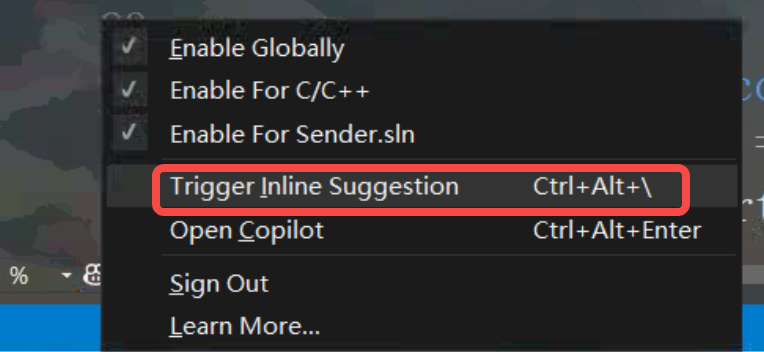 Enable Globally
Enable For C/C++
Enable For Sender.sln
Trigger Inline Suggestion Ctrl+Alt+\
Open Copilot Ctrl+Alt+Enter
%
Sign Out
Learn More...